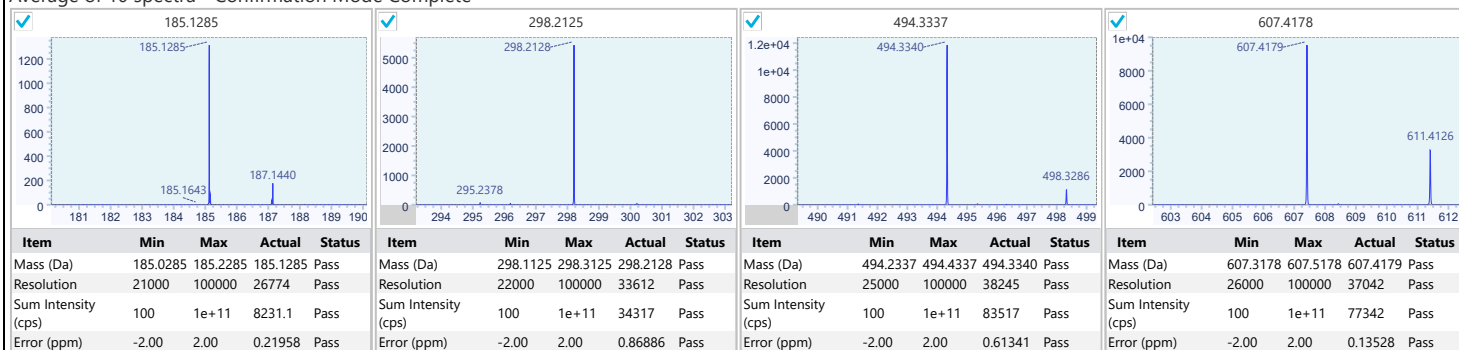 Average of 10 spectra - Confirmation Mode Complete
185.1285
298.2125
494.3337
607.4178
1200
1000
800
600
400
200
0
185.1285
185.1643
187.1440
181 182 183 184 185 186 187 188 189 190
5000
4000
3000
2000
1000
0
298.2128
295.2378
294 295 296 297 298 299 300 301 302 303
1.2e+04
1e+04
8000
6000
4000
2000
0
494.3340
498.3286
490 491 492 493 494 495 496 497 498 499
1e+04
8000
6000
4000
2000
0
607.4179
611.4126
603 604 605 606 607 608 609 610 611 612
Item Min Max Actual Status
Mass (Da) 185.0285 185.2285 185.1285 Pass
Resolution 21000 100000 26774 Pass
Sum Intensity (cps) 100 1e+11 8231.1 Pass
Error (ppm) -2.00 2.00 0.21958 Pass
Item Min Max Actual Status
Mass (Da) 298.1125 298.3125 298.2128 Pass
Resolution 22000 100000 33612 Pass
Sum Intensity (cps) 100 1e+11 34317 Pass
Error (ppm) -2.00 2.00 0.86886 Pass
Item Min Max Actual Status
Mass (Da) 494.2337 494.4337 494.3340 Pass
Resolution 25000 100000 38245 Pass
Sum Intensity (cps) 100 1e+11 83517 Pass
Error (ppm) -2.00 2.00 0.61341 Pass
Item Min Max Actual Status
Mass (Da) 607.3178 607.5178 607.4179 Pass
Resolution 26000 100000 37042 Pass
Sum Intensity (cps) 100 1e+11 77342 Pass
Error (ppm) -2.00 2.00 0.13528 Pass